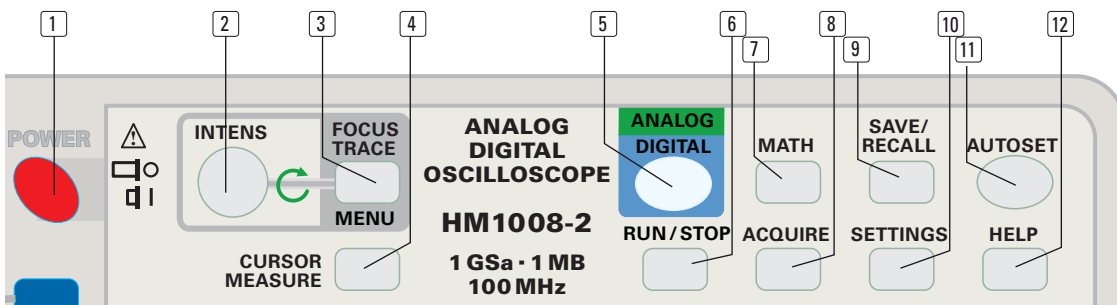 1
2
3
4
5
6
7
8
9
10
11
12
POWER
INTENS
FOCUS
TRACE
MENU
CURSOR
MEASURE
ANALOG
DIGITAL
OSCILLOSCOPE
HM1008-2
1 GSa · 1 MB
100 MHz
ANALOG
DIGITAL
RUN / STOP
MATH
ACQUIRE
SAVE/
RECALL
SETTINGS
AUTOSET
HELP